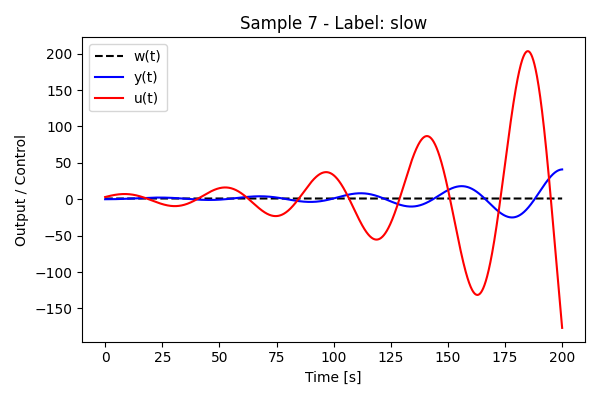 Sample 7 - Label: slow
w(t)
y(t)
u(t)
Output / Control
200
150
100
50
0
−50
−100
−150
0 25 50 75 100 125 150 175 200
Time [s]